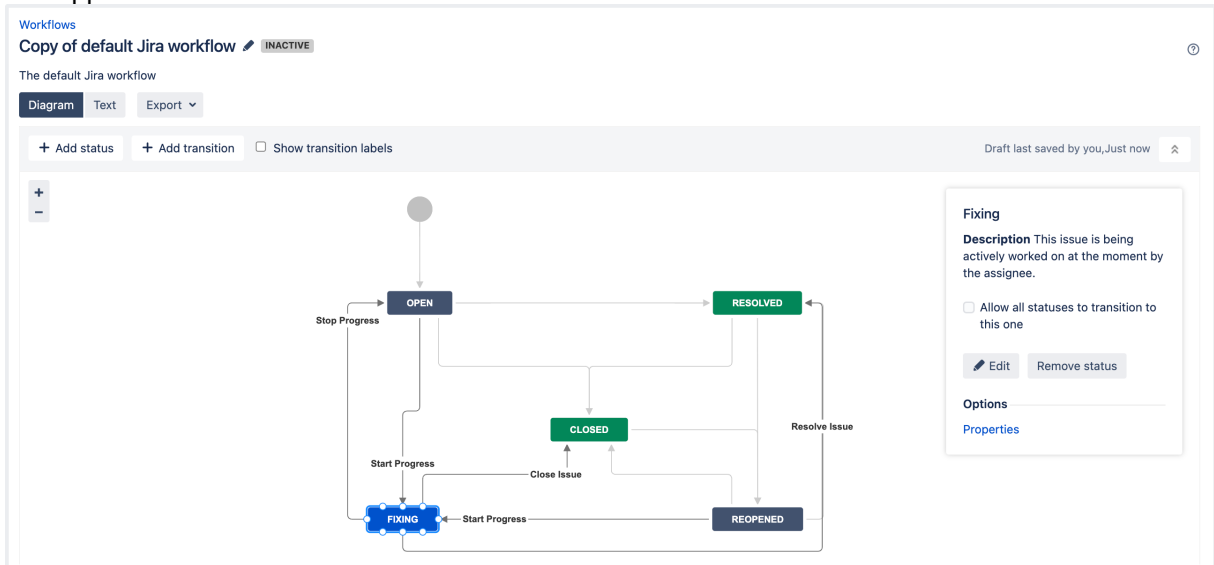 Workflows
Copy of default Jira workflow INACTIVE
The default Jira workflow
Diagram Text Export
+ Add status + Add transition Show transition labels Draft last saved by you,Just now
+
−
Fixing
Description This issue is being
actively worked on at the moment by
the assignee.
Allow all statuses to transition to
this one
Edit Remove status
Options
Properties
OPEN RESOLVED
Stop Progress
CLOSED Resolve Issue
Start Progress
Close Issue
FIXING Start Progress REOPENED